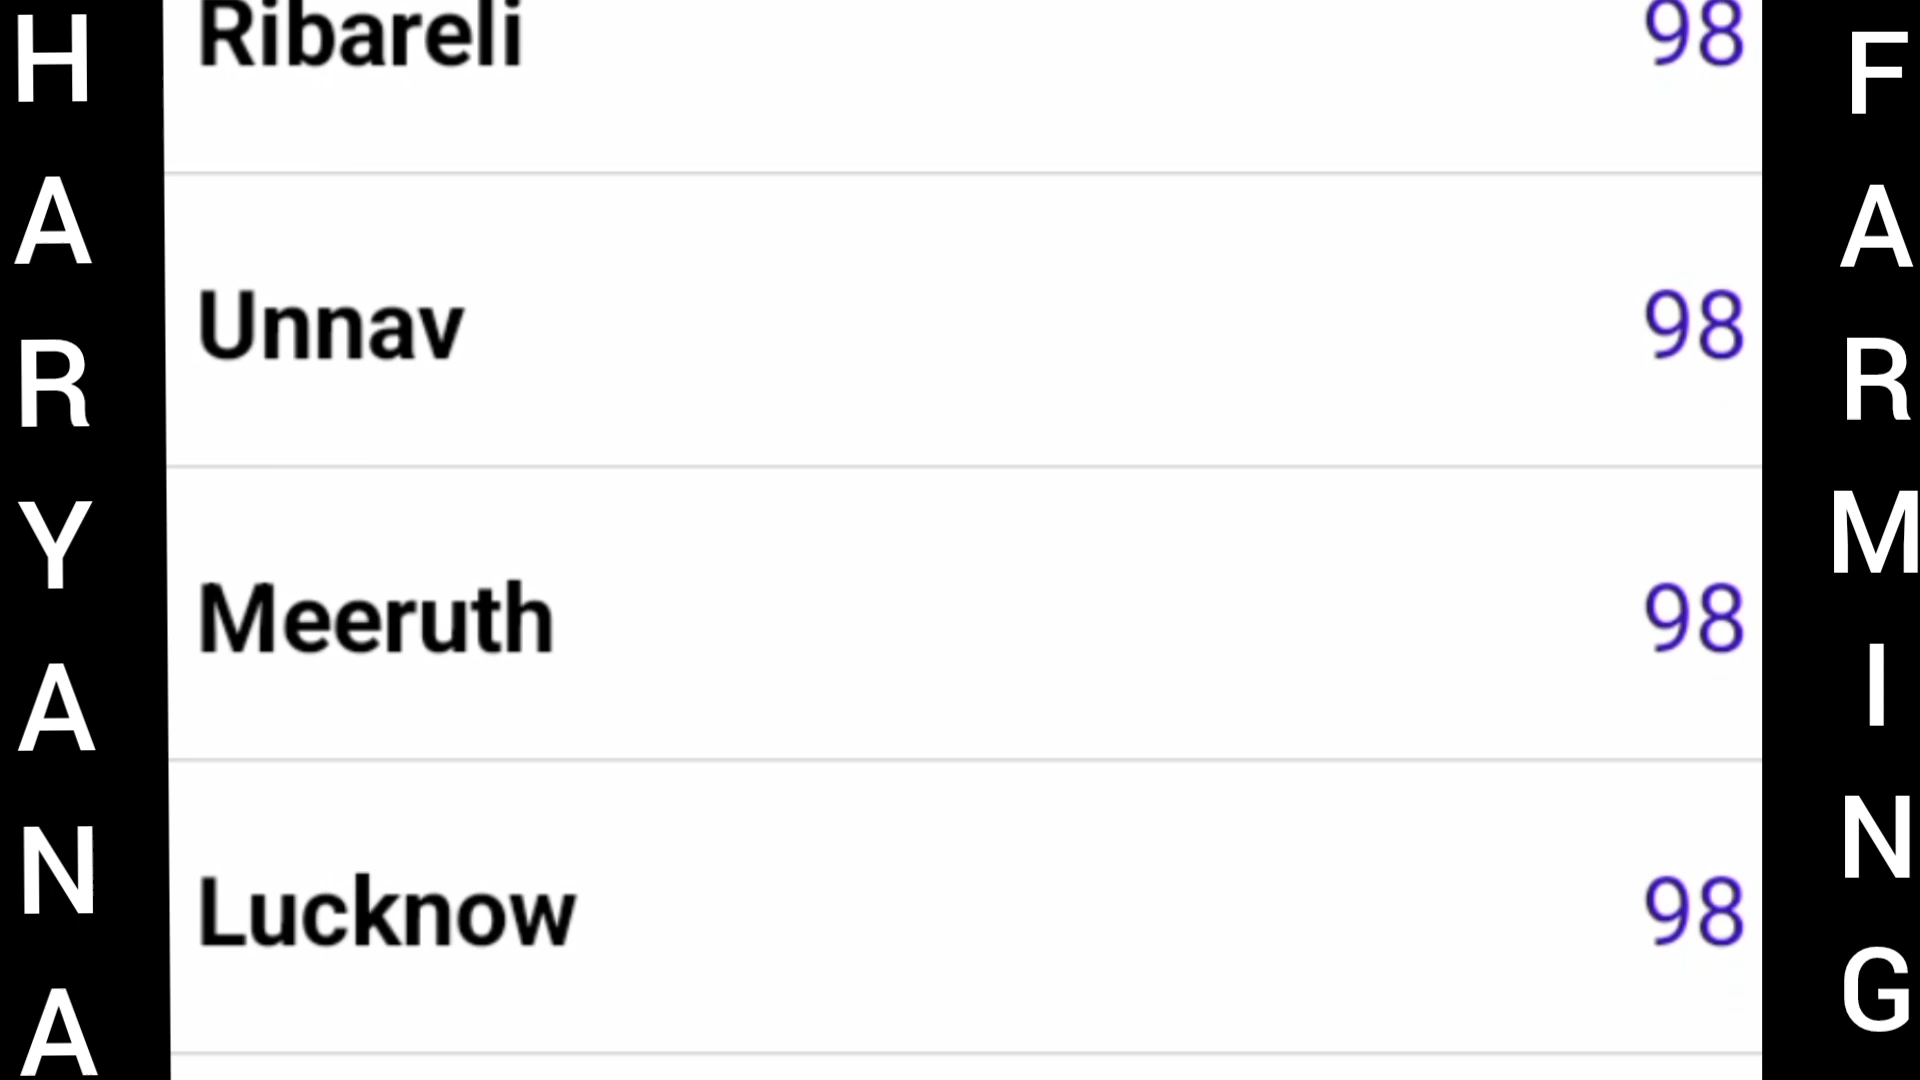 HARYANA
Ribareli 98
Unnav 98
Meeruth 98
Lucknow 98
FARMING